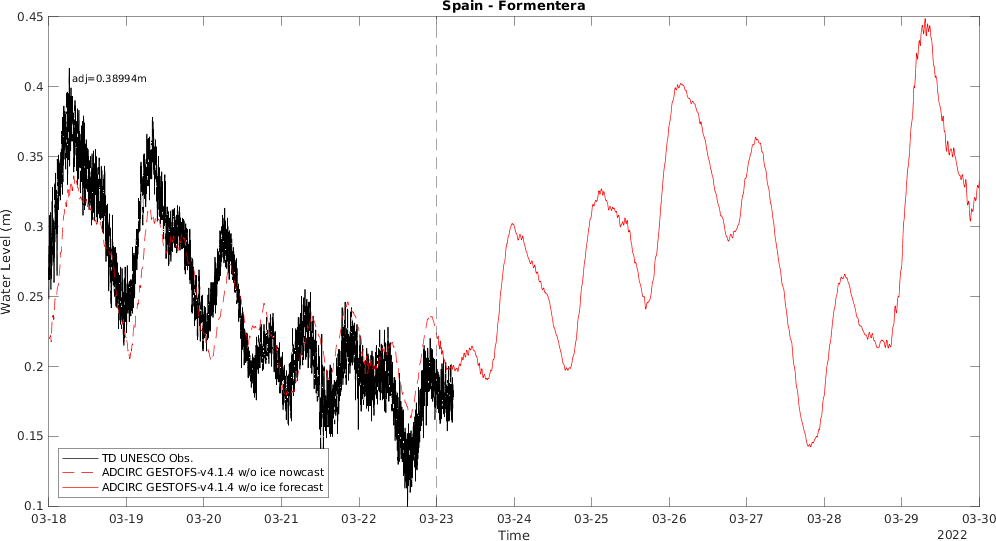 Spain - Formentera
0.45
0.4
0.35
0.3
0.25
0.2
0.15
0.1
Water Level (m)
adj=0.38994m
TD UNESCO Obs.
ADCIRC GESTOFS-v4.1.4 w/o ice nowcast
ADCIRC GESTOFS-v4.1.4 w/o ice forecast
03-18 03-19 03-20 03-21 03-22 03-23 03-24 03-25 03-26 03-27 03-28 03-29 03-30
Time
2022